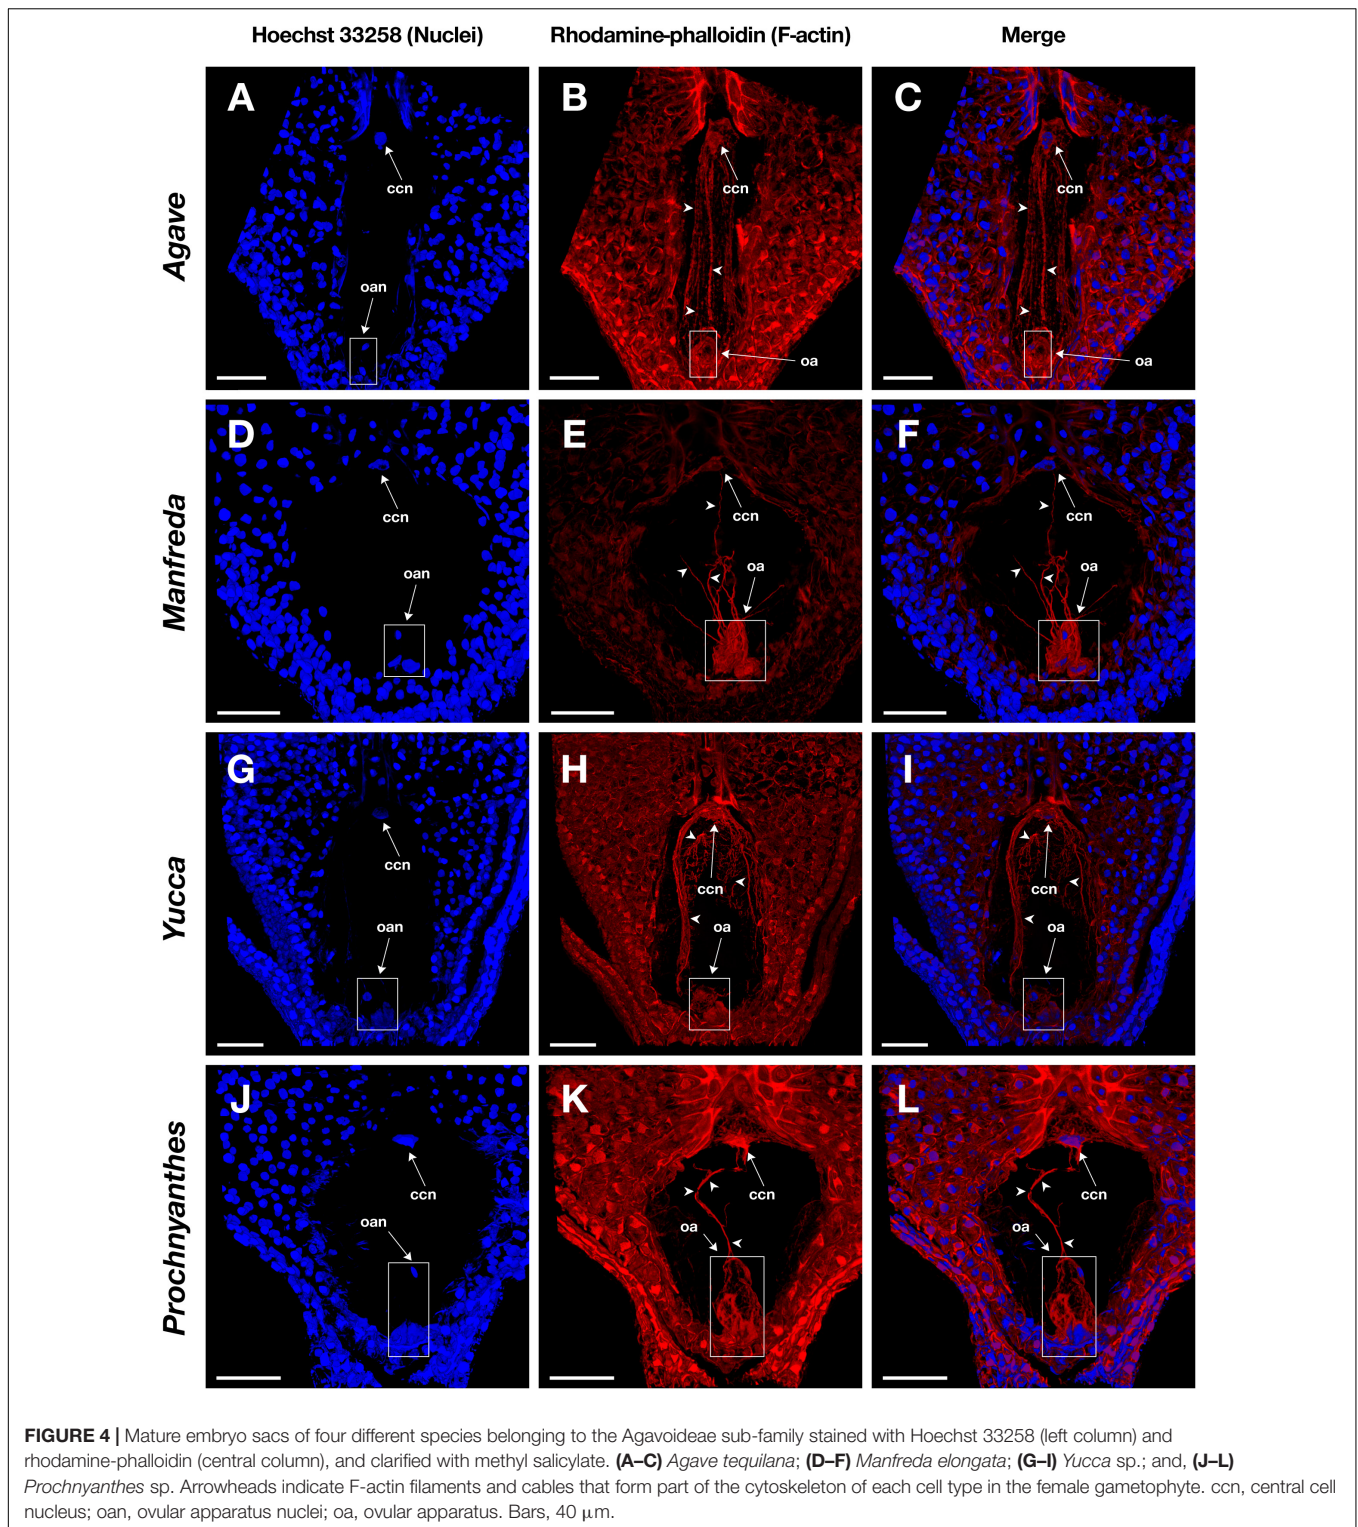 Hoechst 33258 (Nuclei) Rhodamine-phalloidin (F-actin) Merge
Agave
A B C
ccn ccn ccn
oan
oa oa
Manfreda
D E F
ccn ccn ccn
oan oa oa
Yucca
G H I
ccn ccn ccn
oan oa oa
Prochnyanthes
J K L
ccn ccn ccn
oan oa oa
FIGURE 4 | Mature embryo sacs of four different species belonging to the Agavoideae sub-family stained with Hoechst 33258 (left column) and
rhodamine-phalloidin (central column), and clarified with methyl salicylate. (A–C) Agave tequilana; (D–F) Manfreda elongata; (G–I) Yucca sp.; and, (J–L)
Prochnyanthes sp. Arrowheads indicate F-actin filaments and cables that form part of the cytoskeleton of each cell type in the female gametophyte. ccn, central cell
nucleus; oan, ovular apparatus nuclei; oa, ovular apparatus. Bars, 40 μm.